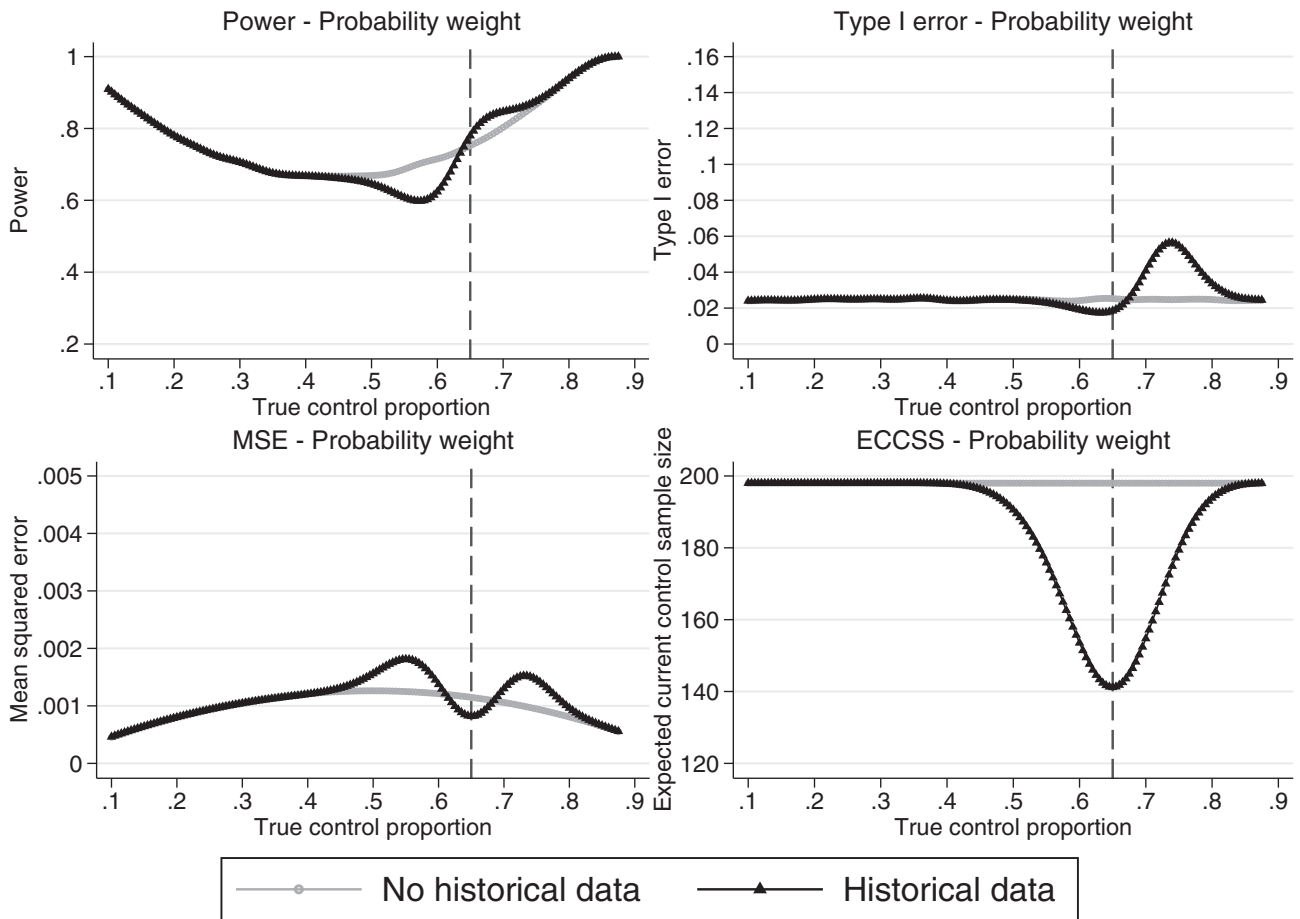 Power - Probability weight
1
.8
.6
.4
.2
Power
.1 .2 .3 .4 .5 .6 .7 .8 .9
True control proportion
Type I error - Probability weight
.16
.14
.12
.1
.08
.06
.04
.02
0
Type I error
.1 .2 .3 .4 .5 .6 .7 .8 .9
True control proportion
MSE - Probability weight
.005
.004
.003
.002
.001
0
Mean squared error
.1 .2 .3 .4 .5 .6 .7 .8 .9
True control proportion
ECCSS - Probability weight
200
180
160
140
120
Expected current control sample size
.1 .2 .3 .4 .5 .6 .7 .8 .9
True control proportion
No historical data
Historical data